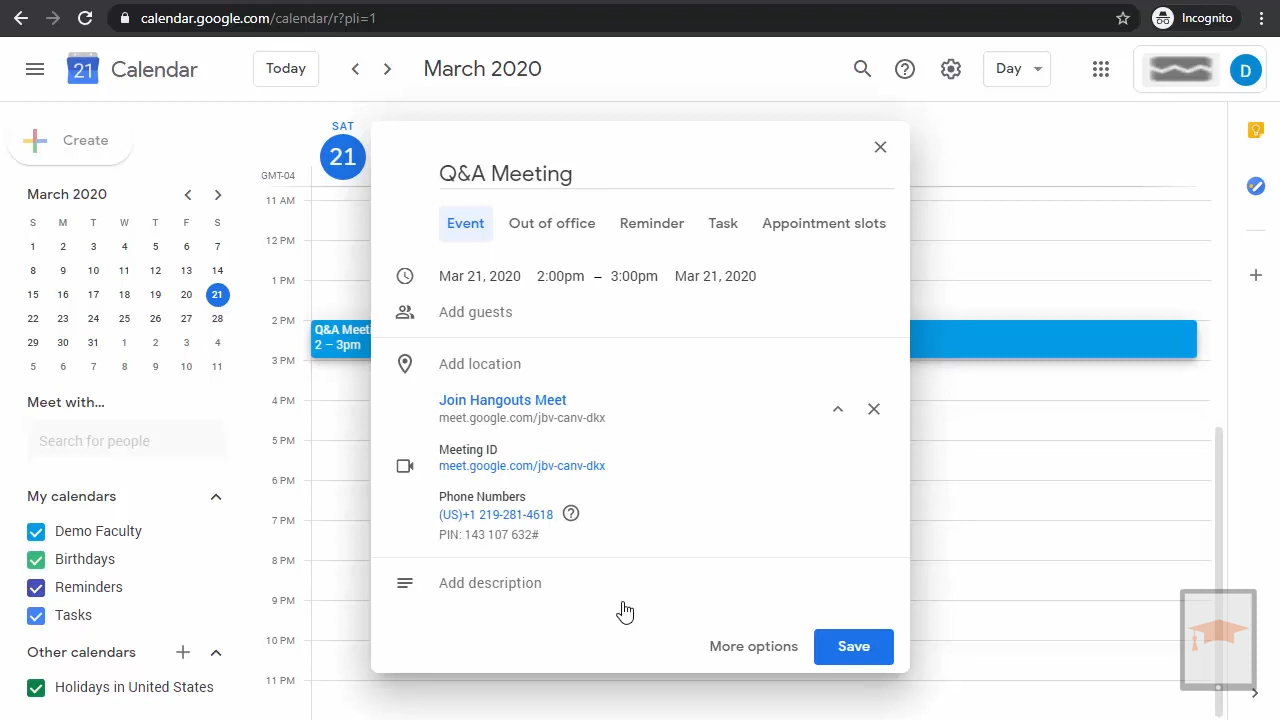 calendar.google.com/calendar/r?pli=1
Incognito
21 Calendar Today March 2020 Day D
Create
March 2020
S M T W T F S
1 2 3 4 5 6 7
8 9 10 11 12 13 14
15 16 17 18 19 20 21
22 23 24 25 26 27 28
29 30 31 1 2 3 4
5 6 7 8 9 10 11
Meet with...
Search for people
My calendars
Demo Faculty
Birthdays
Reminders
Tasks
Other calendars
Holidays in United States
SAT
21
GMT-04
11 AM
12 PM
1 PM
2 PM
3 PM
4 PM
5 PM
6 PM
7 PM
8 PM
9 PM
10 PM
11 PM
Q&A Meeti
2 – 3pm
Q&A Meeting
Event Out of office Reminder Task Appointment slots
Mar 21, 2020 2:00pm – 3:00pm Mar 21, 2020
Add guests
Add location
Join Hangouts Meet
meet.google.com/jbv-canv-dkx
Meeting ID
meet.google.com/jbv-canv-dkx
Phone Numbers
(US)+1 219-281-4618
PIN: 143 107 632#
Add description
More options Save